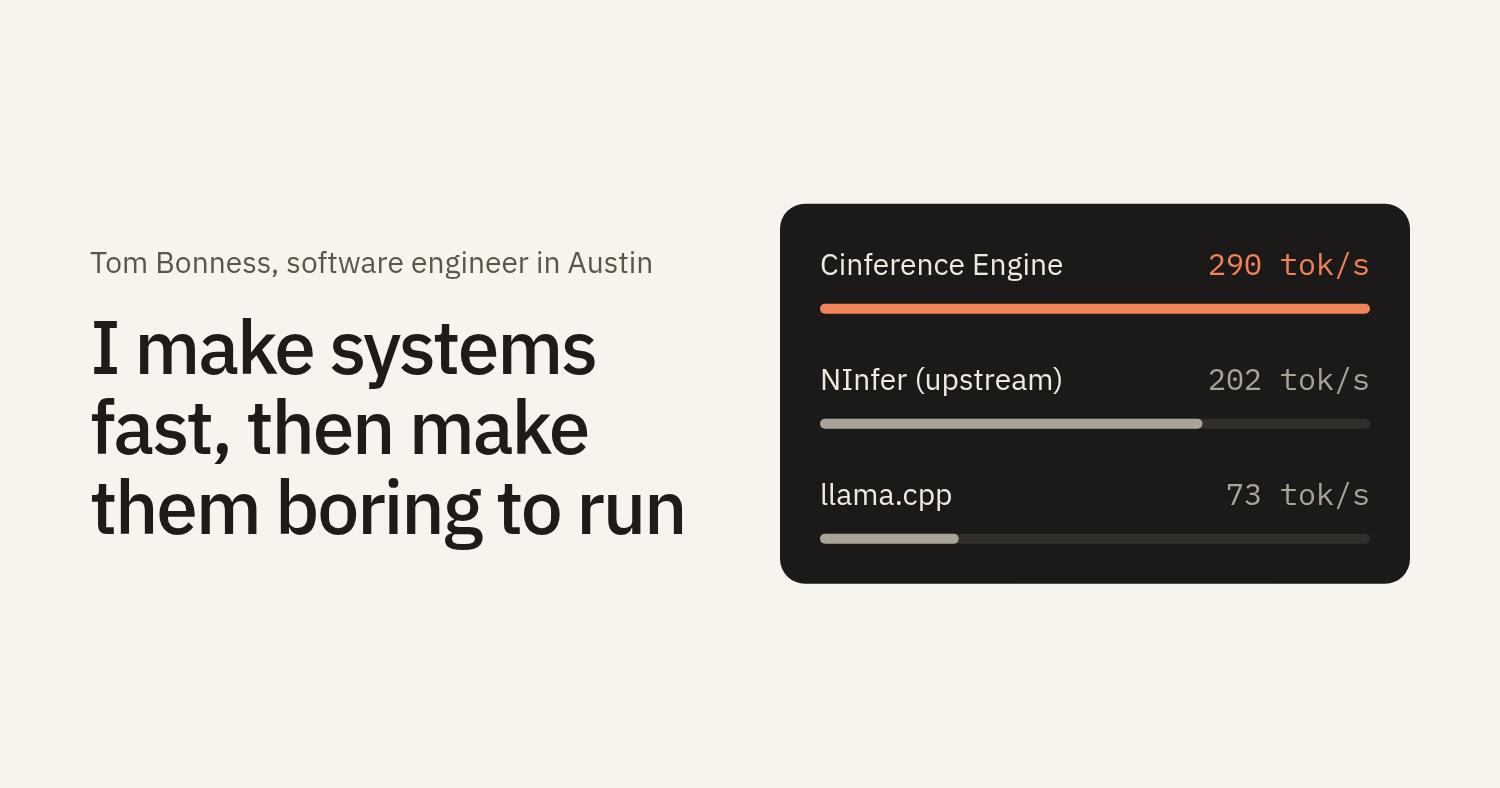 Tom Bonness, software engineer in Austin
I make systems
fast, then make
them boring to run
Cinference Engine 290 tok/s
NInfer (upstream) 202 tok/s
llama.cpp 73 tok/s